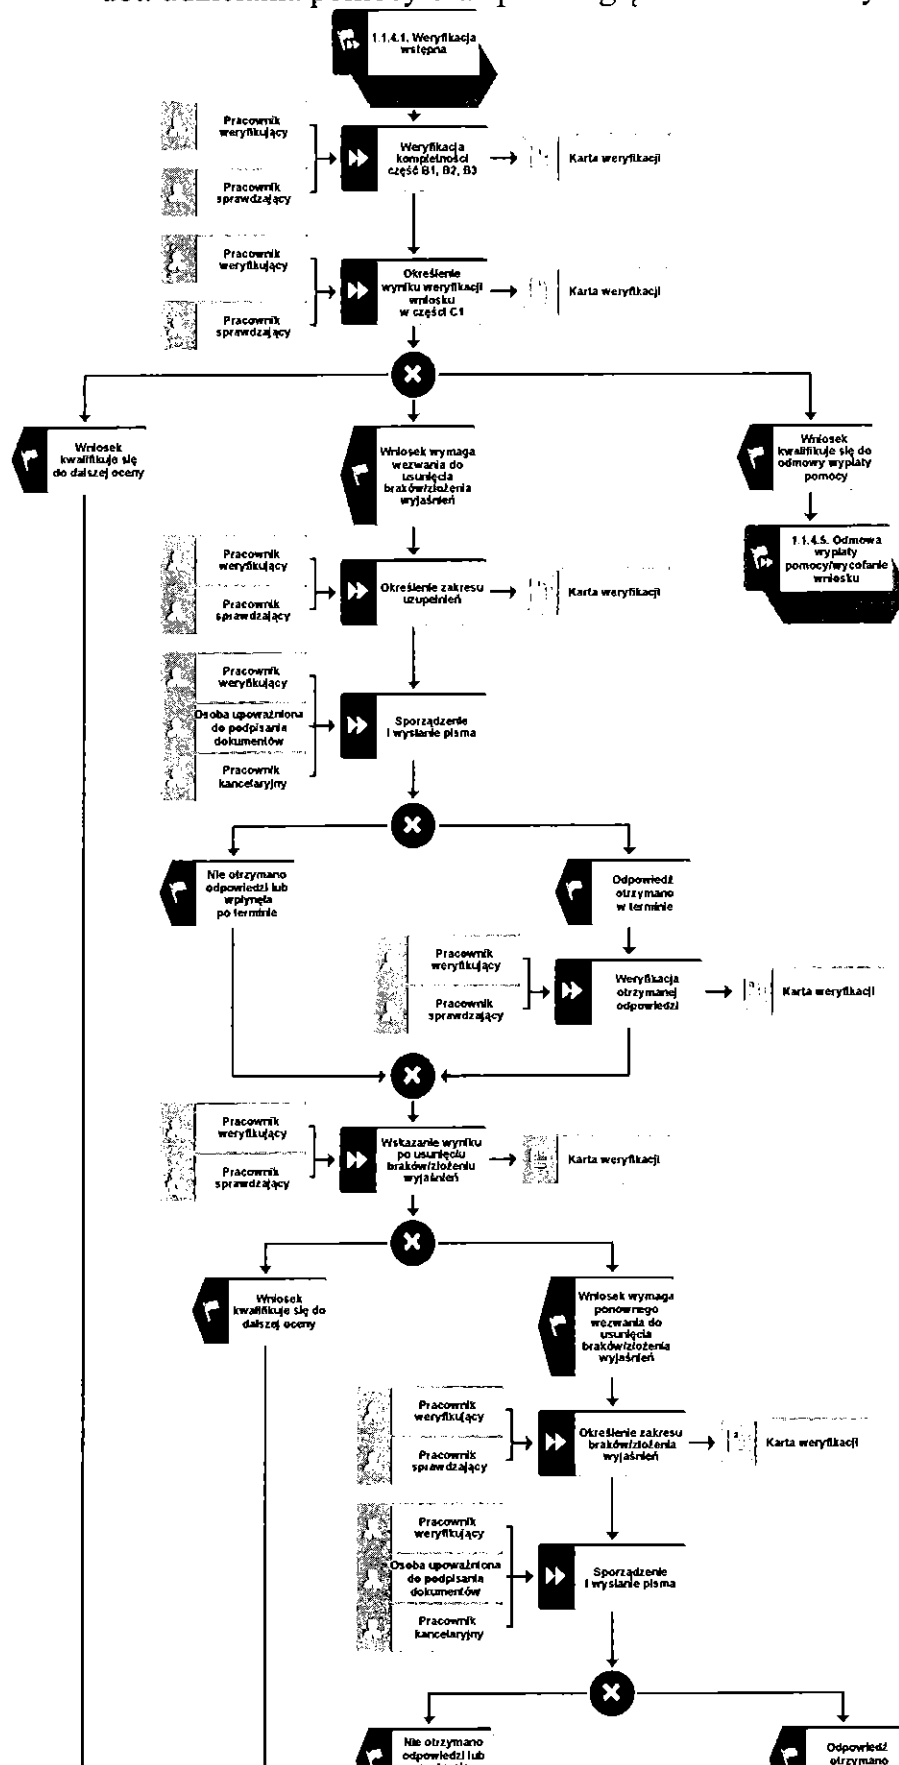 1.1.4.1. Weryfikacja
wstępna
Pracownik
weryfikujący
Weryfikacja
kompletności
część B1, B2, B3
Karta weryfikacji
Pracownik
sprawdzający
Pracownik
weryfikujący
Określenie
wyniku weryfikacji
wniosku
w części C1
Karta weryfikacji
Pracownik
sprawdzający
Wniosek
kwalifikuje się
do dalszej oceny
Wniosek wymaga
wezwania do
usunięcia
braków/złożenia
wyjaśnień
Wniosek
kwalifikuje się do
odmowy wypłaty
pomocy
1.1.4.5. Odmowa
wypłaty
pomocy/wycofanie
wniosku
Pracownik
weryfikujący
Określenie zakresu
uzupełnień
Karta weryfikacji
Pracownik
sprawdzający
Pracownik
weryfikujący
Osoba upoważniona
do podpisania
dokumentów
Sporządzenie
i wysłanie pisma
Pracownik
kancelaryjny
Nie otrzymano
odpowiedzi lub
wpłynęła
po terminie
Odpowiedź
otrzymano
w terminie
Pracownik
weryfikujący
Weryfikacja
otrzymanej
odpowiedzi
Karta weryfikacji
Pracownik
sprawdzający
Pracownik
weryfikujący
Wskazanie wyniku
po usunięciu
braków/złożeniu
wyjaśnień
Karta weryfikacji
Pracownik
sprawdzający
Wniosek
kwalifikuje się do
dalszej oceny
Wniosek wymaga
ponownego
wezwania do
usunięcia
braków/złożenia
wyjaśnień
Pracownik
weryfikujący
Określenie zakresu
braków/złożenia
wyjaśnień
Karta weryfikacji
Pracownik
sprawdzający
Pracownik
weryfikujący
Osoba upoważniona
do podpisania
dokumentów
Sporządzenie
i wysłanie pisma
Pracownik
kancelaryjny
Nie otrzymano
odpowiedzi lub
Odpowiedź
otrzymano